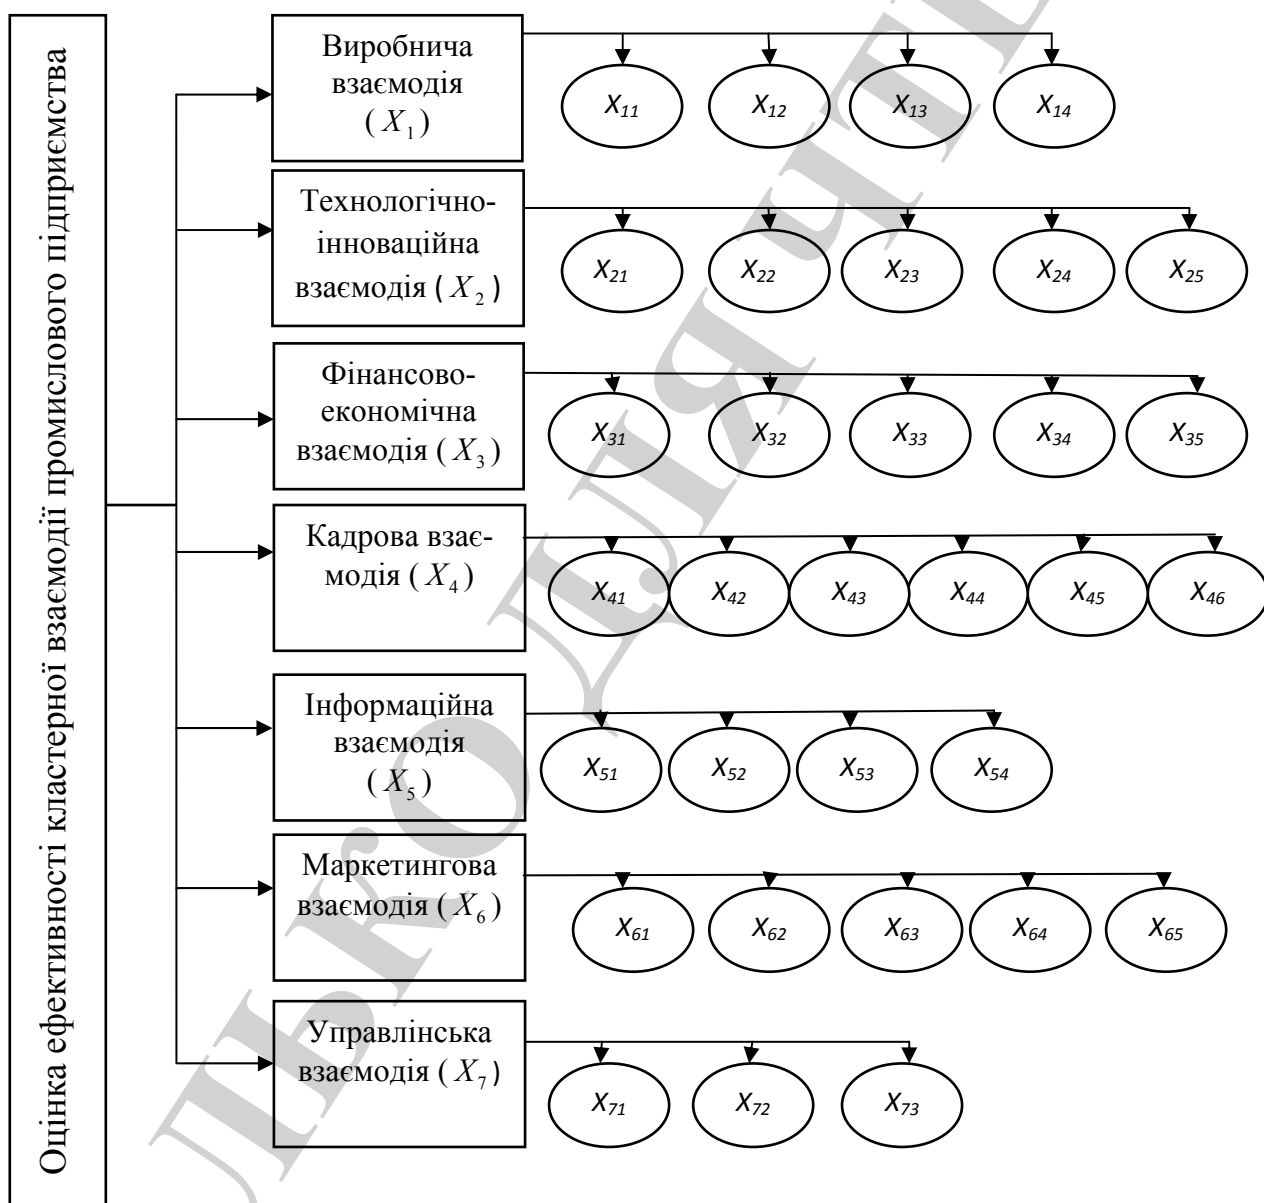 Оцінка ефективності кластерної взаємодії промислового підприємства
Виробнича
взаємодія
( X₁ )
X₁₁ X₁₂ X₁₃ X₁₄
Технологічно-
інноваційна
взаємодія ( X₂ )
X₂₁ X₂₂ X₂₃ X₂₄ X₂₅
Фінансово-
економічна
взаємодія ( X₃ )
X₃₁ X₃₂ X₃₃ X₃₄ X₃₅
Кадрова взає-
модія ( X₄ )
X₄₁ X₄₂ X₄₃ X₄₄ X₄₅ X₄₆
Інформаційна
взаємодія
( X₅ )
X₅₁ X₅₂ X₅₃ X₅₄
Маркетингова
взаємодія ( X₆ )
X₆₁ X₆₂ X₆₃ X₆₄ X₆₅
Управлінська
взаємодія ( X₇ )
X₇₁ X₇₂ X₇₃
ЛЬКО ДЛЯ ЧТЕ